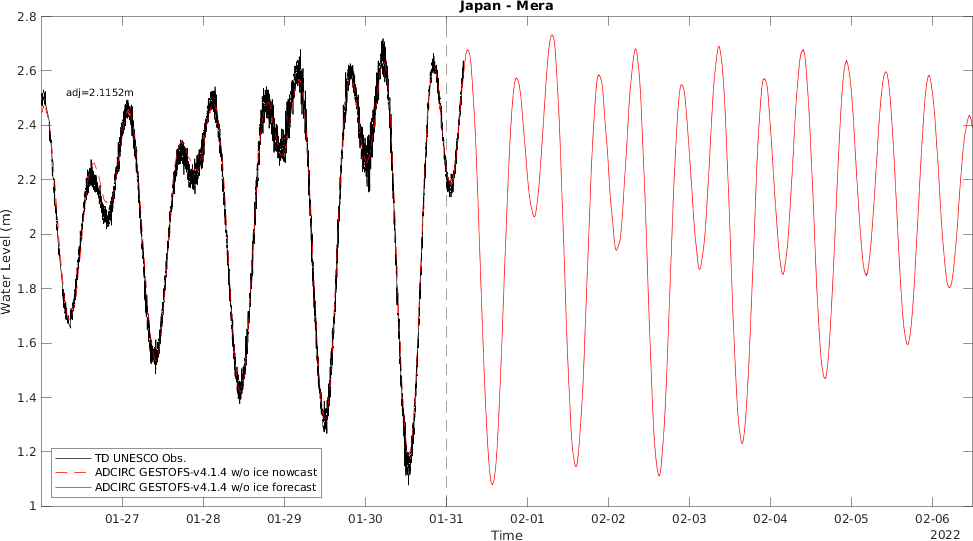 Japan - Mera
2.8
2.6
2.4
2.2
2
1.8
1.6
1.4
1.2
1
Water Level (m)
adj=2.1152m
TD UNESCO Obs.
ADCIRC GESTOFS-v4.1.4 w/o ice nowcast
ADCIRC GESTOFS-v4.1.4 w/o ice forecast
01-27 01-28 01-29 01-30 01-31 02-01 02-02 02-03 02-04 02-05 02-06
Time
2022